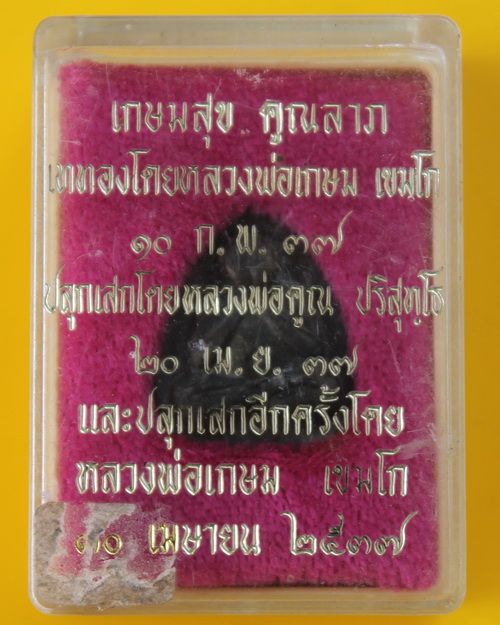 เกษมสุข คูณลาภ
เททองโดยหลวงพ่อเกษม เขมโก
๑๐ ก.พ. ๓๗
ปลุกเสกโดยหลวงพ่อคูณ ปริสุทฺโธ
๒๐ เม.ย. ๓๗
และปลุกเสกอีกครั้งโดย
หลวงพ่อเกษม เขมโก
เมษายน ๒๕๓๗